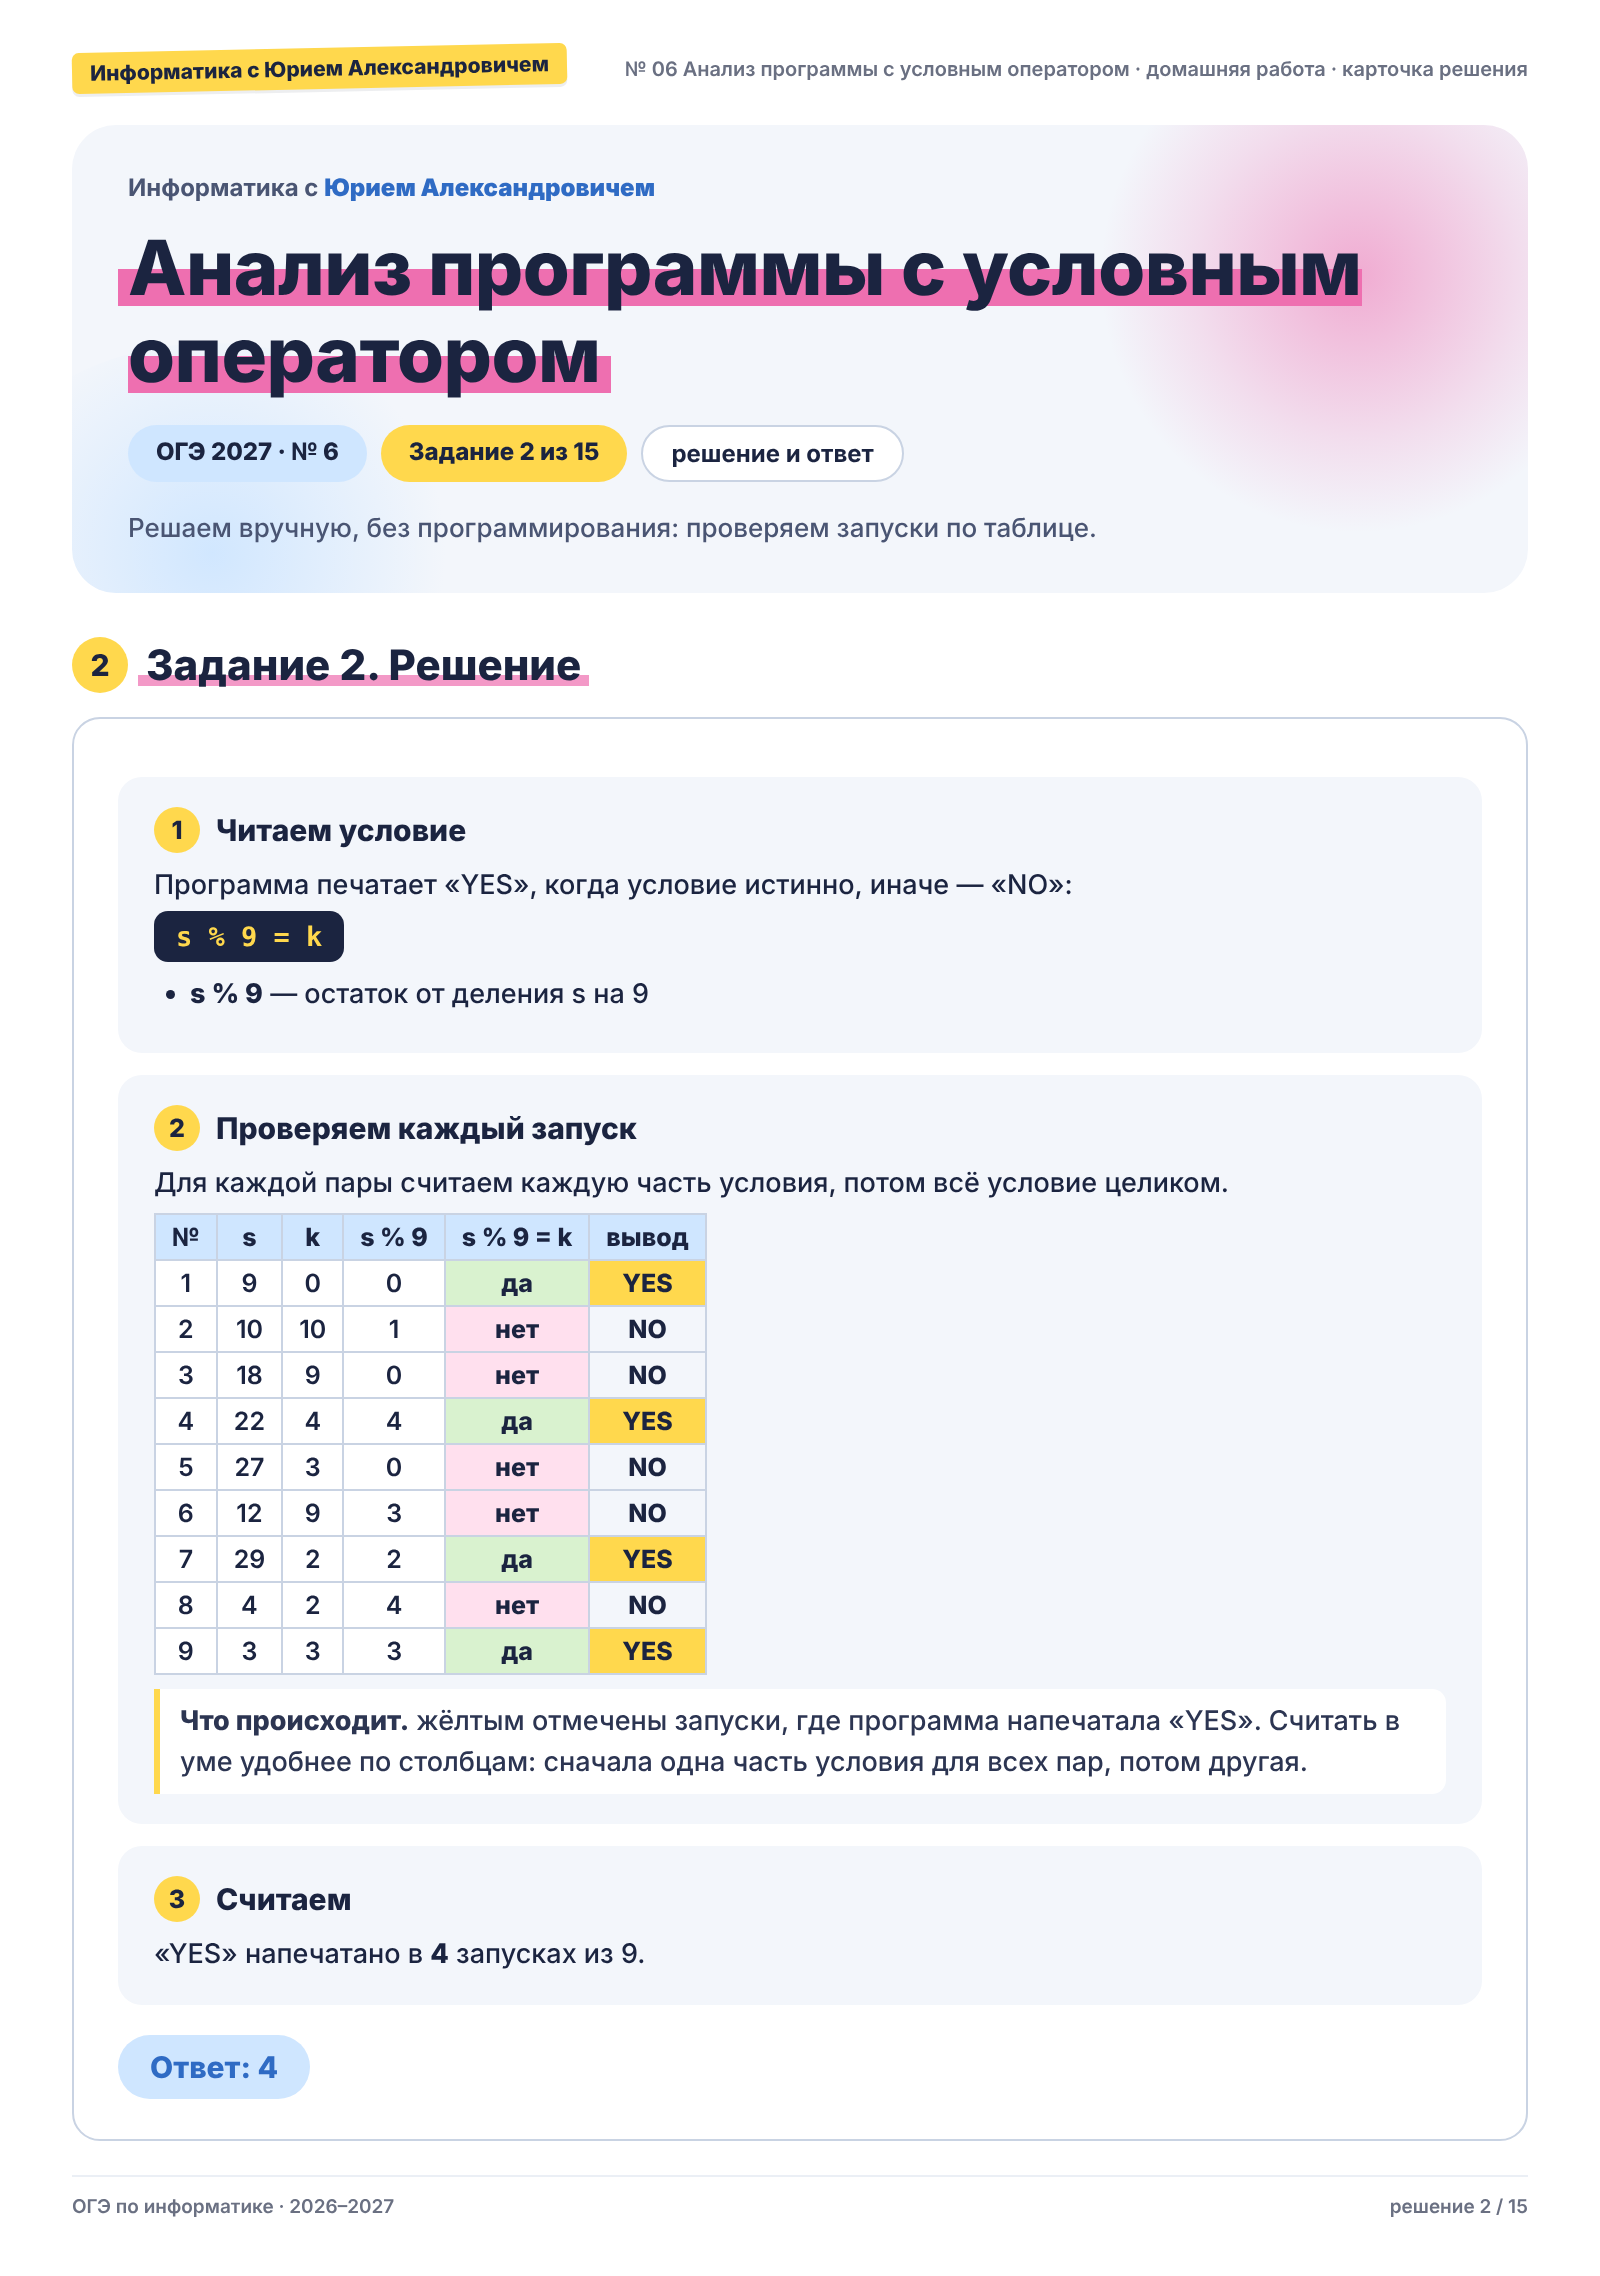 Информатика с Юрием Александровичем
№ 06 Анализ программы с условным оператором · домашняя работа · карточка решения
Информатика с Юрием Александровичем
Анализ программы с условным
оператором
ОГЭ 2027 · № 6
Задание 2 из 15
решение и ответ
Решаем вручную, без программирования: проверяем запуски по таблице.
2 Задание 2. Решение
1 Читаем условие
Программа печатает «YES», когда условие истинно, иначе — «NO»:
s % 9 = k
• s % 9 — остаток от деления s на 9
2 Проверяем каждый запуск
Для каждой пары считаем каждую часть условия, потом всё условие целиком.
№ s k s % 9 s % 9 = k вывод
1 9 0 0 да YES
2 10 10 1 нет NO
3 18 9 0 нет NO
4 22 4 4 да YES
5 27 3 0 нет NO
6 12 9 3 нет NO
7 29 2 2 да YES
8 4 2 4 нет NO
9 3 3 3 да YES
Что происходит. жёлтым отмечены запуски, где программа напечатала «YES». Считать в
уме удобнее по столбцам: сначала одна часть условия для всех пар, потом другая.
3 Считаем
«YES» напечатано в 4 запусках из 9.
Ответ: 4
ОГЭ по информатике · 2026–2027
решение 2 / 15